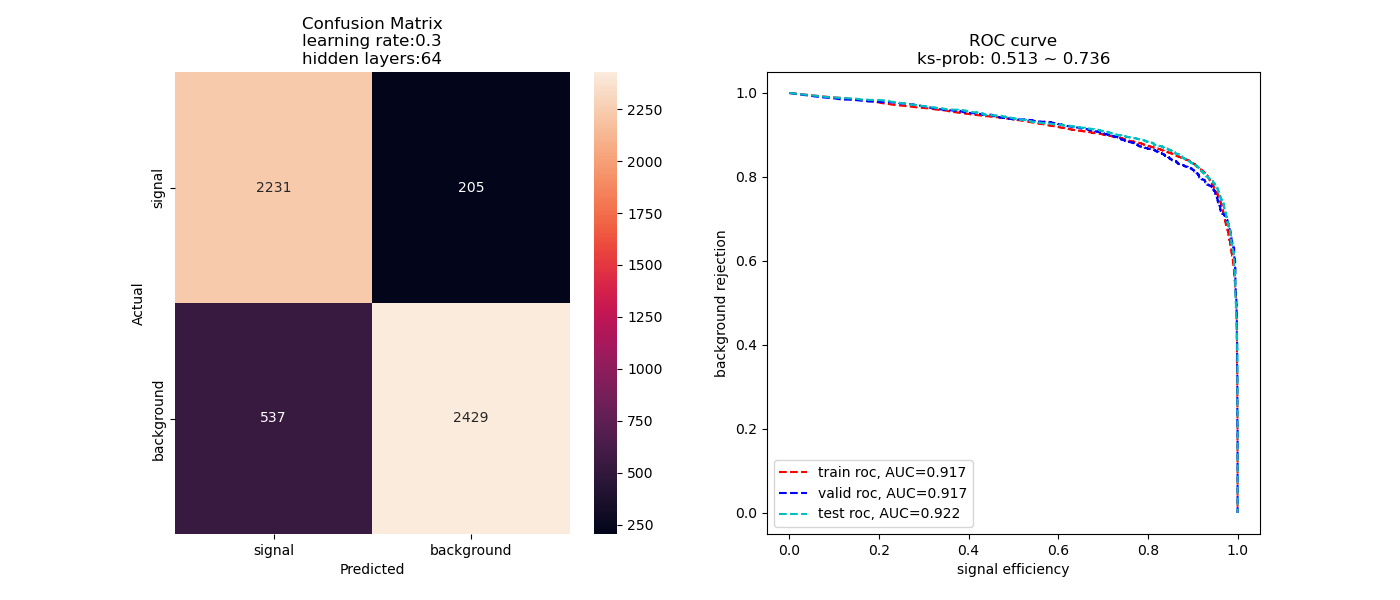 Confusion Matrix
learning rate:0.3
hidden layers:64
signal
background
Actual
2231
205
537
2429
signal
background
Predicted
2250
2000
1750
1500
1250
1000
750
500
250
ROC curve
ks-prob: 0.513 ~ 0.736
background rejection
1.0
0.8
0.6
0.4
0.2
0.0
train roc, AUC=0.917
valid roc, AUC=0.917
test roc, AUC=0.922
0.0
0.2
0.4
0.6
0.8
1.0
signal efficiency